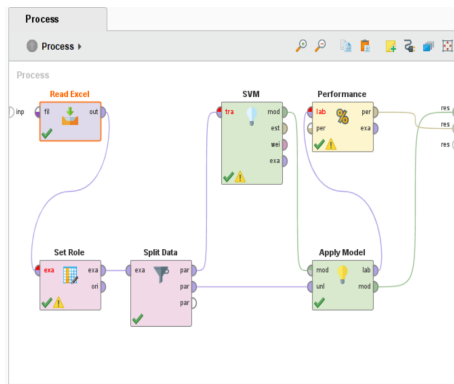 Process
Process
Process
Read Excel
inp
fil
out
SVM
tra
mod
est
wei
exa
Performance
lab
per
per
exa
%
res
res
res
Set Role
exa
exa
ori
Split Data
exa
par
par
par
Apply Model
mod
lab
unl
mod